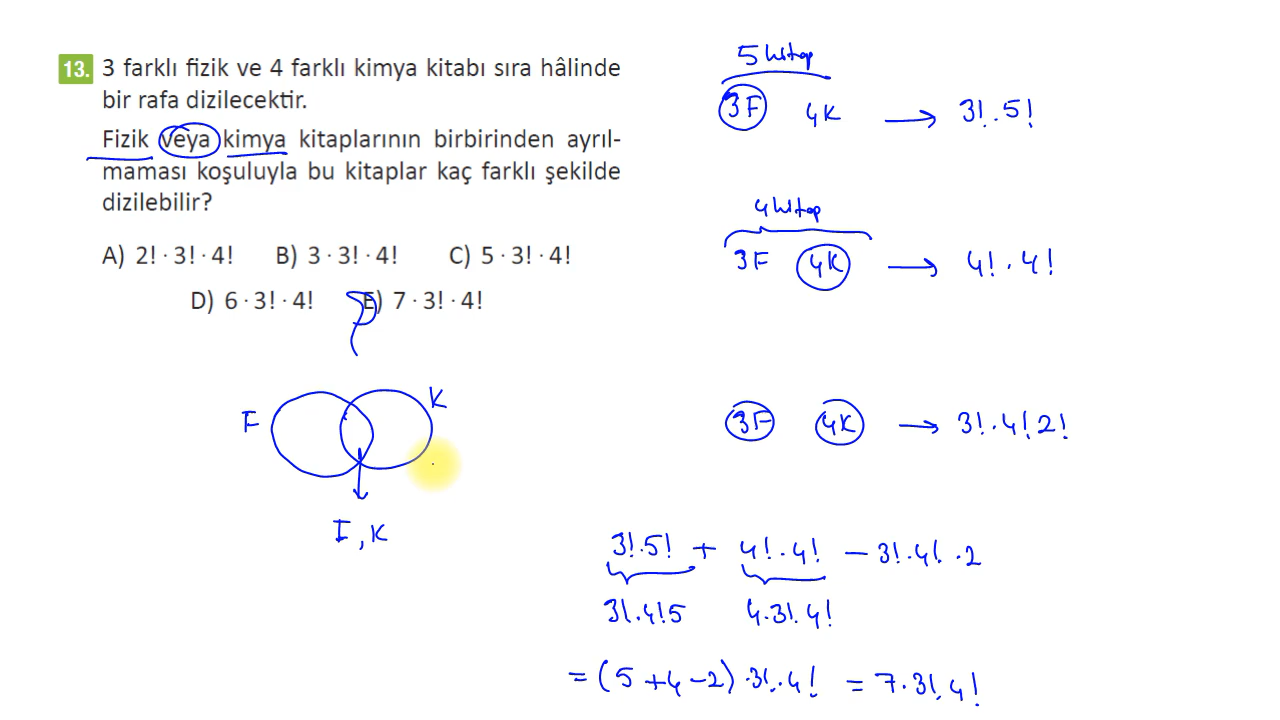 13. 3 farklı fizik ve 4 farklı kimya kitabı sıra hâlinde
bir rafa dizilecektir.
Fizik veya kimya kitaplarının birbirinden ayrıl-
maması koşuluyla bu kitaplar kaç farklı şekilde
dizilebilir?
A) 2! · 3! · 4! B) 3 · 3! · 4! C) 5 · 3! · 4!
D) 6 · 3! · 4! E) 7 · 3! · 4!
F K
I, K
5 kitap
3F 4K → 3!.5!
4 kitap
3F 4K → 4!.4!
3F 4K → 3!.4!2!
3!.5! + 4!.4! - 3!.4!.2
3!.4!5 4.3!.4!
= (5+4-2).3!.4! = 7.3!.4!